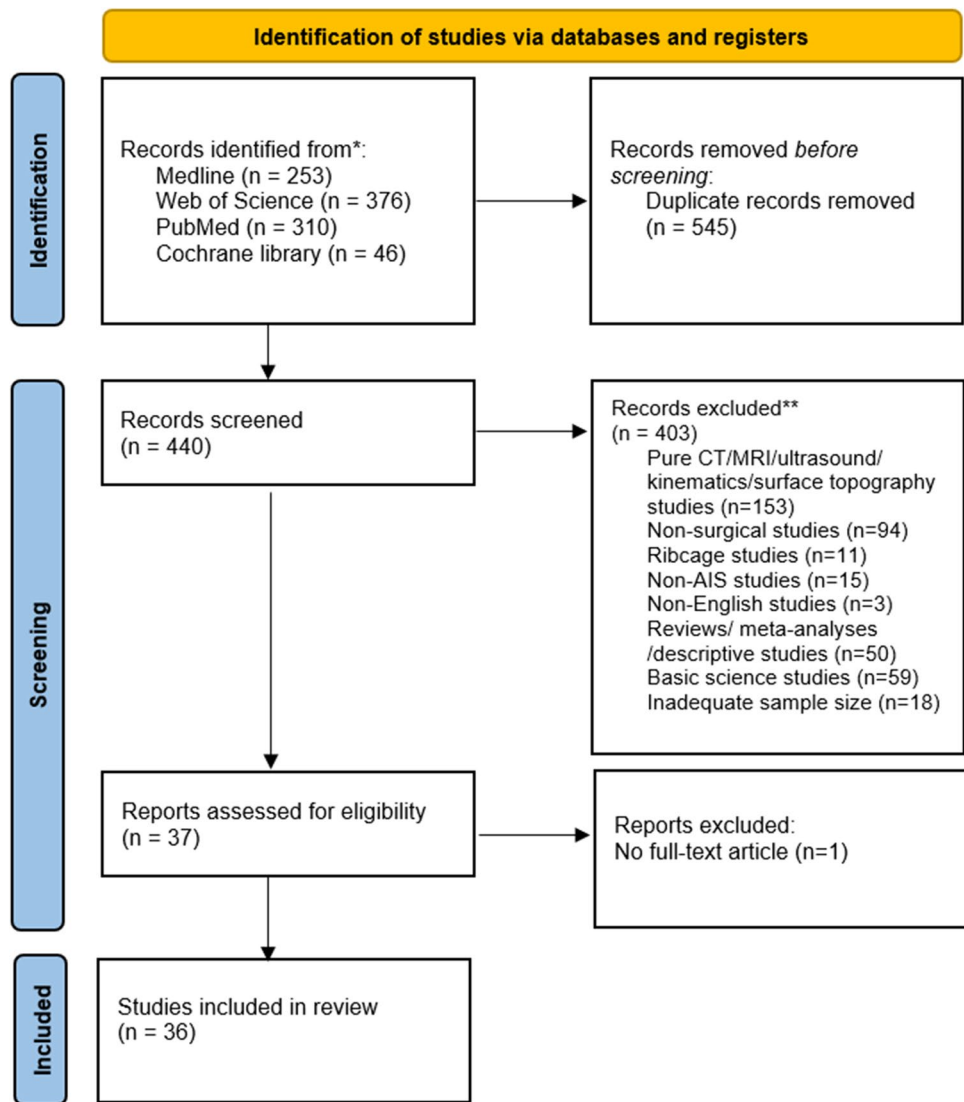 Identification of studies via databases and registers
Identification
Records identified from*:
Medline (n = 253)
Web of Science (n = 376)
PubMed (n = 310)
Cochrane library (n = 46)
Records removed before
screening:
Duplicate records removed
(n = 545)
Screening
Records screened
(n = 440)
Records excluded**
(n = 403)
Pure CT/MRI/ultrasound/
kinematics/surface topography
studies (n=153)
Non-surgical studies (n=94)
Ribcage studies (n=11)
Non-AIS studies (n=15)
Non-English studies (n=3)
Reviews/ meta-analyses
/descriptive studies (n=50)
Basic science studies (n=59)
Inadequate sample size (n=18)
Reports assessed for eligibility
(n = 37)
Reports excluded:
No full-text article (n=1)
Included
Studies included in review
(n = 36)